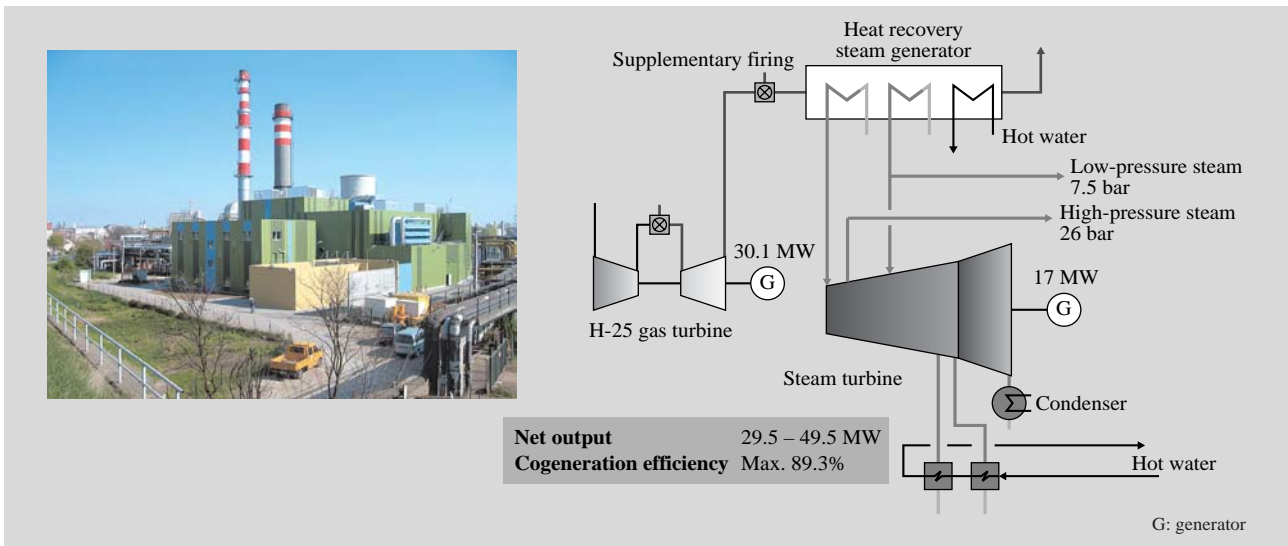 Heat recovery
steam generator
Supplementary firing
Hot water
Low-pressure steam
7.5 bar
High-pressure steam
26 bar
30.1 MW
G
17 MW
G
H-25 gas turbine
Steam turbine
Condenser
Net output 29.5 – 49.5 MW
Cogeneration efficiency Max. 89.3%
Hot water
G: generator